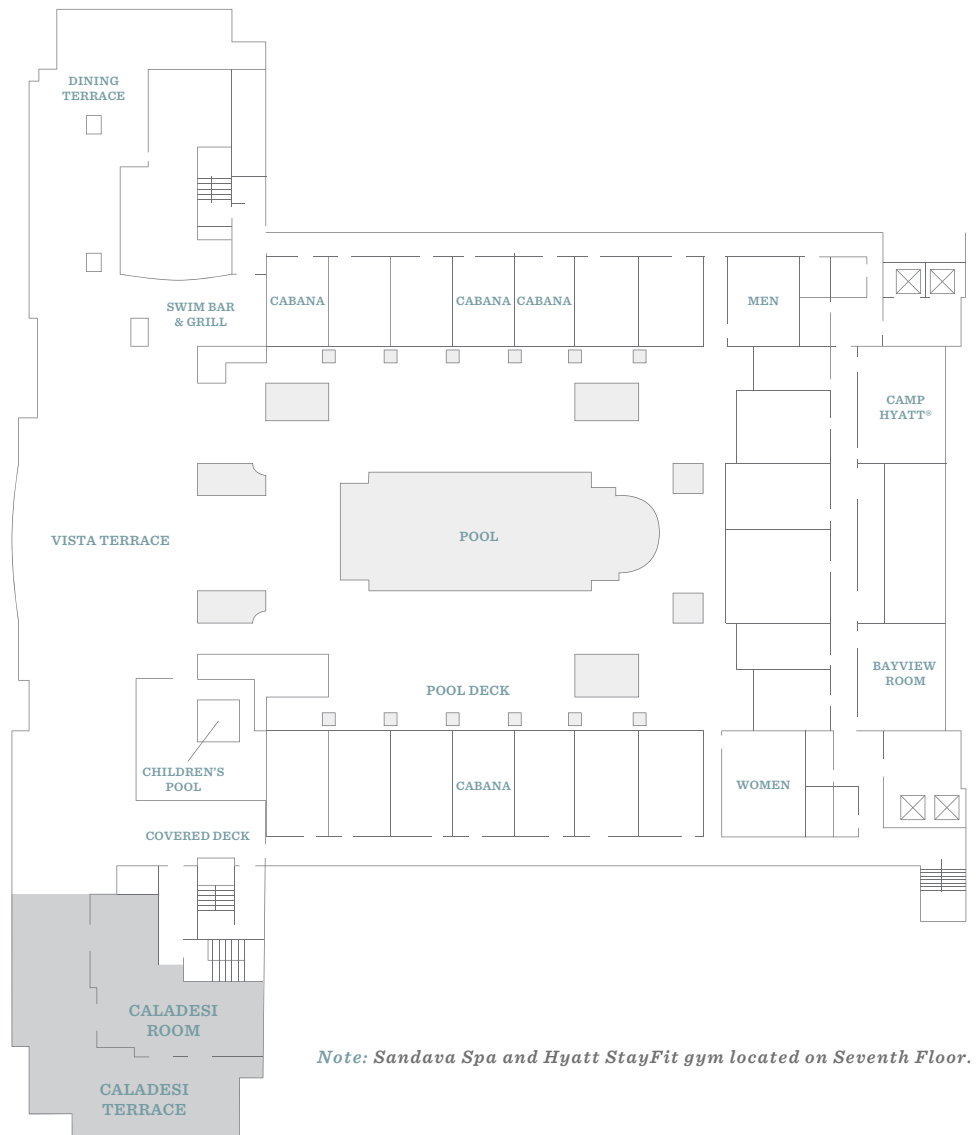 DINING
TERRACE
SWIM BAR
& GRILL
CABANA
CABANA
CABANA
MEN
CAMP
HYATT®
VISTA TERRACE
POOL
POOL DECK
BAYVIEW
ROOM
CHILDREN'S
POOL
CABANA
WOMEN
COVERED DECK
CALADESI
ROOM
Note: Sandava Spa and Hyatt StayFit gym located on Seventh Floor.
CALADESI
TERRACE